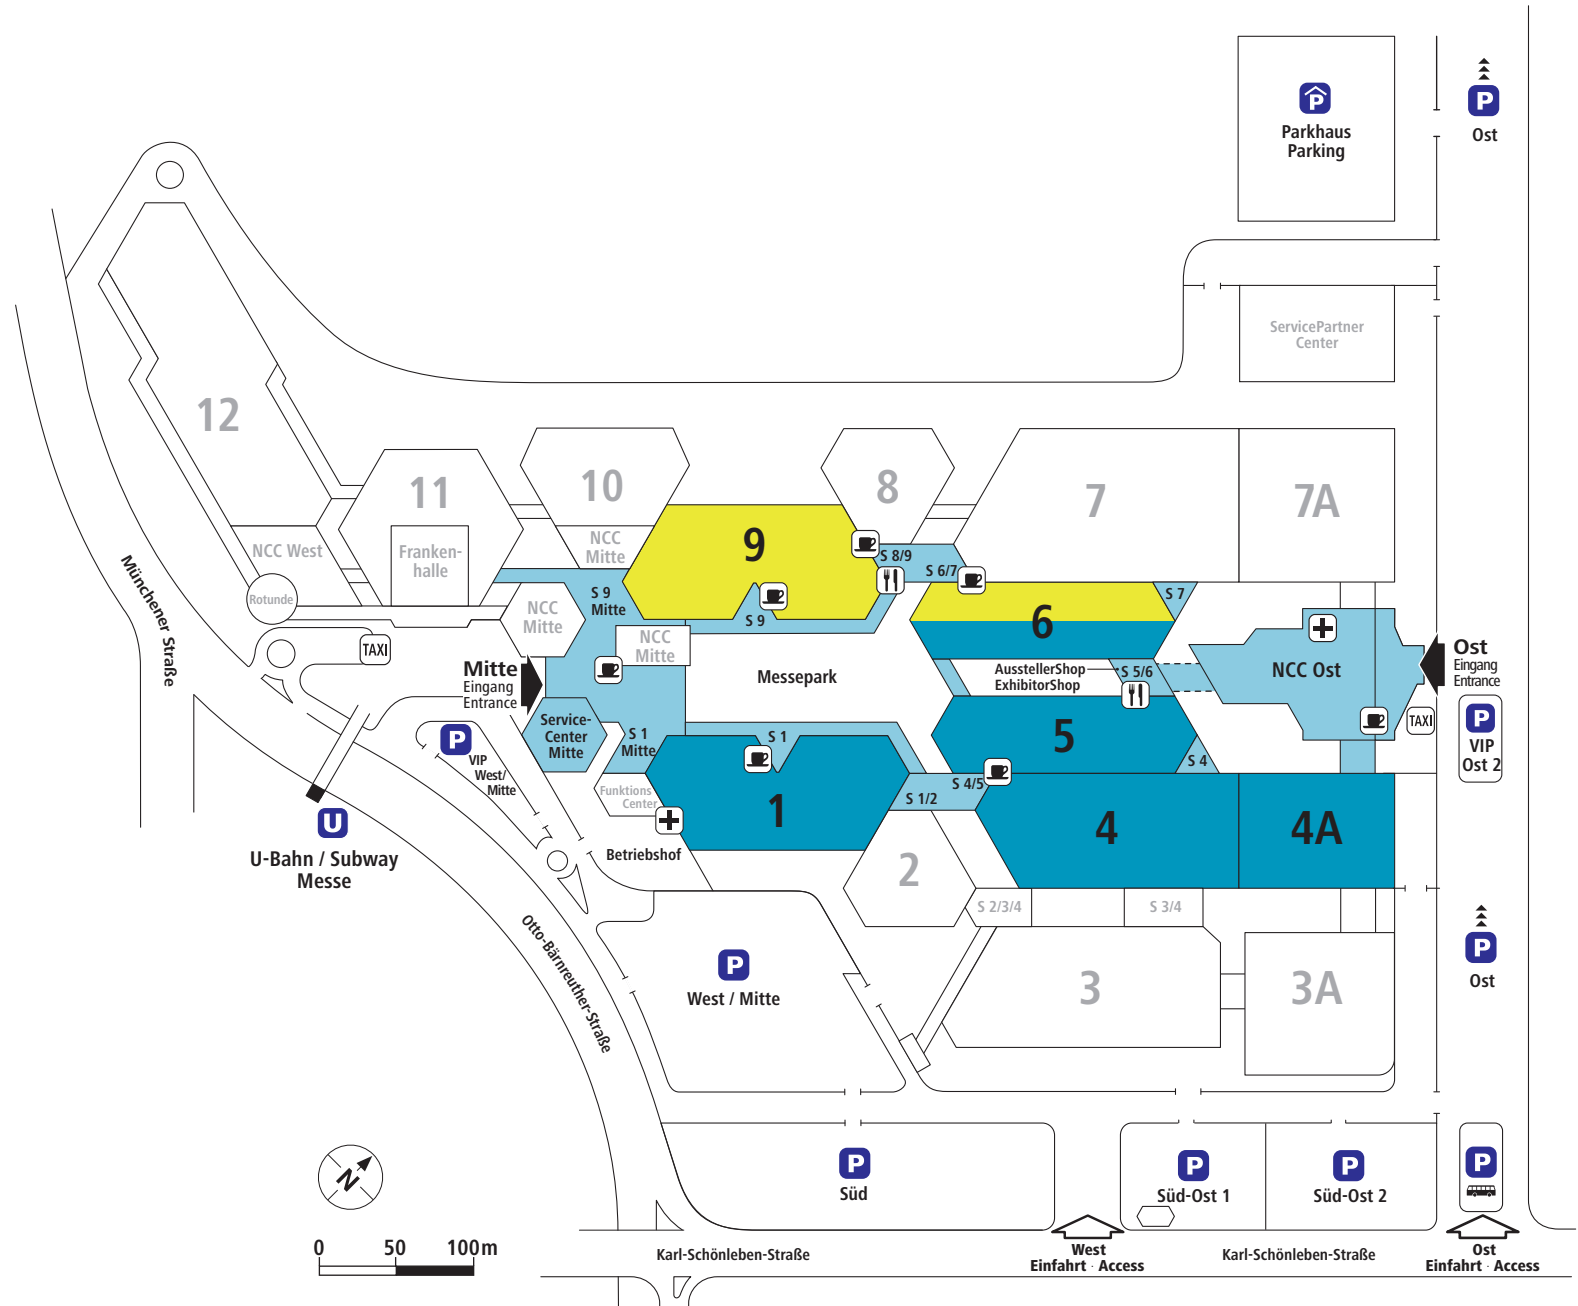 Parkhaus
Parking
P
Ost
P
ServicePartner
Center
12
11
10
9
8
7
7A
NCC West
Franken-
halle
NCC
Mitte
Rotunde
NCC
Mitte
S 9
Mitte
NCC
Mitte
S 9
S 8/9
S 6/7
6
S 7
TAXI
Münchener Straße
Mitte
Eingang
Entrance
Messepark
AusstellerShop
ExhibitorShop
S 5/6
NCC Ost
Ost
Eingang
Entrance
TAXI
P
VIP
Ost 2
Service-
Center
Mitte
S 1
Mitte
S 1
5
S 4
P
VIP
West/
Mitte
Funktions
Center
1
S 1/2
S 4/5
4
4A
U
U-Bahn / Subway
Messe
Betriebshof
2
S 2/3/4
S 3/4
Otto-Bärnreuther-Straße
P
West / Mitte
3
3A
P
Ost
N
P
Süd
P
Süd-Ost 1
P
Süd-Ost 2
P
0 50 100m
Karl-Schönleben-Straße
West
Einfahrt · Access
Karl-Schönleben-Straße
Ost
Einfahrt · Access